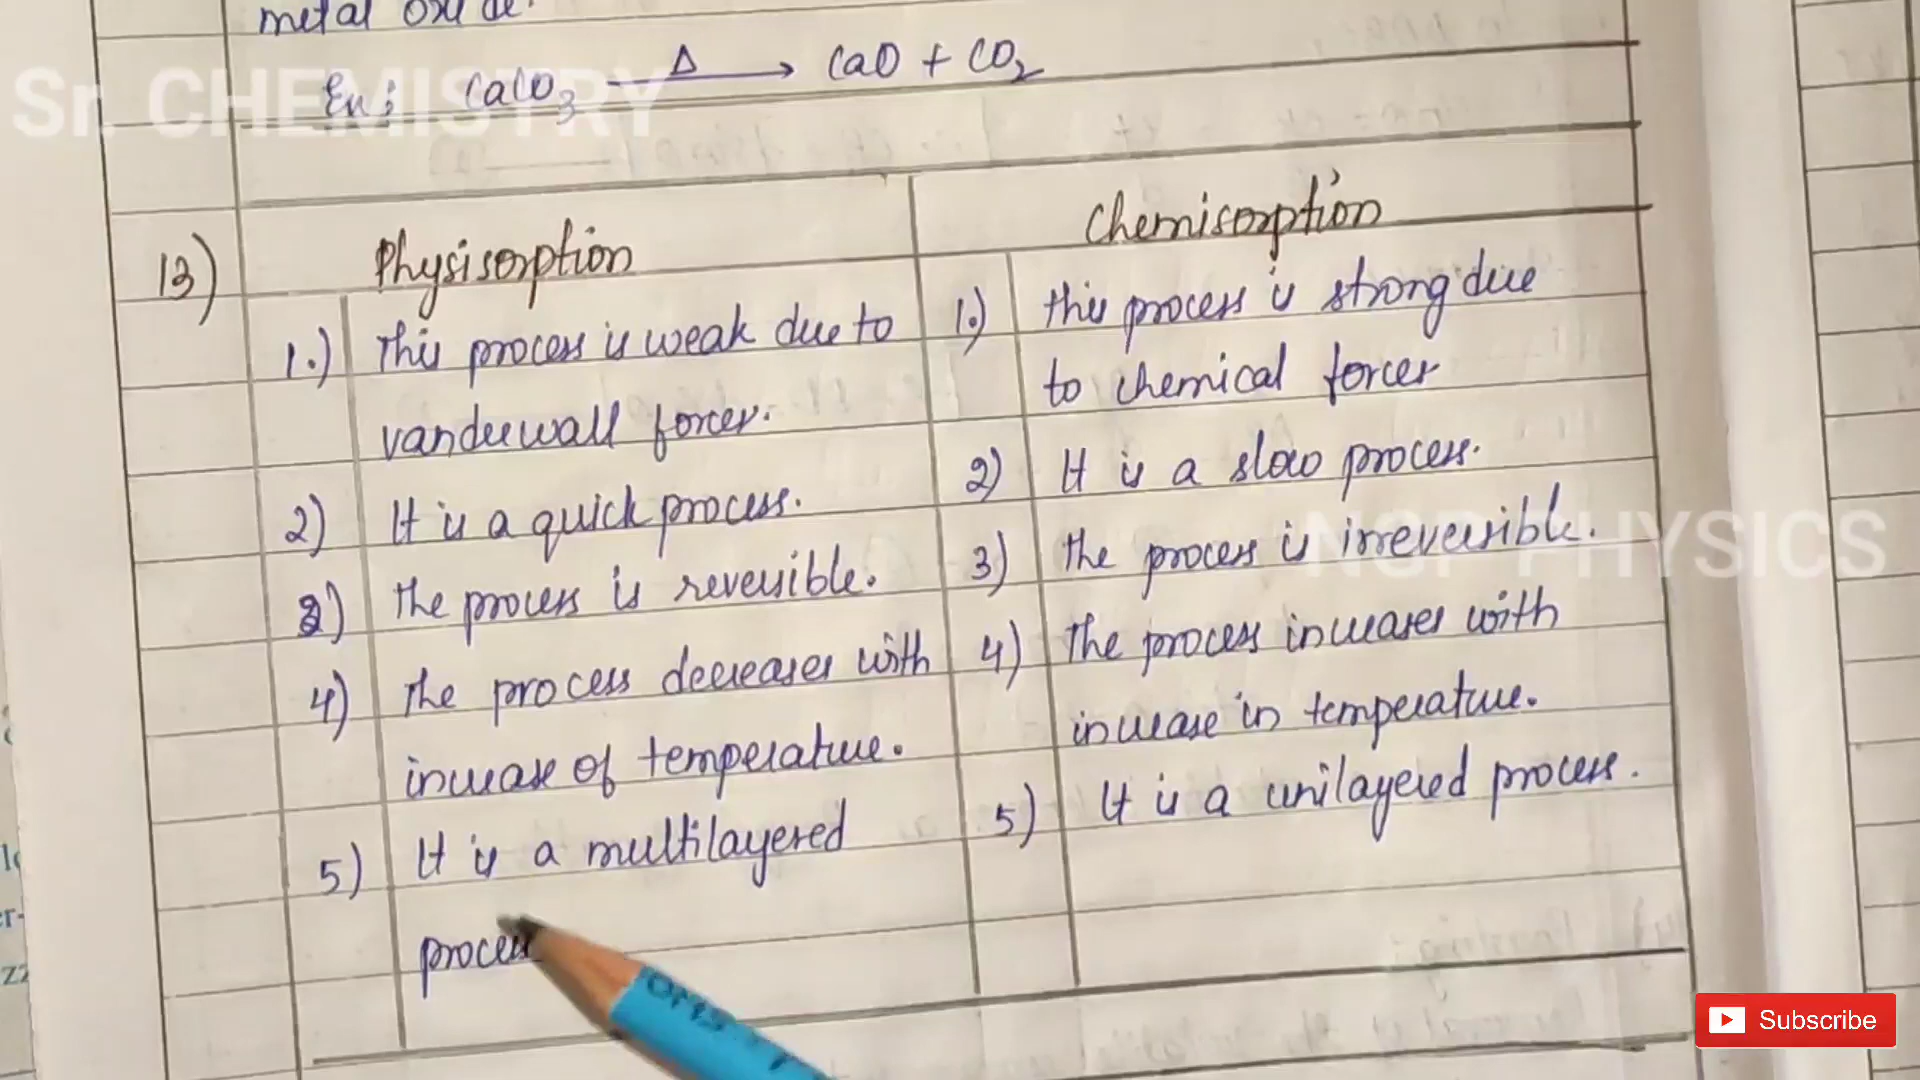 metal oxide.
Ex: CaCO3 —Δ→ CaO + CO2
Sr. CHEMISTRY
13) Physisorption
Chemisorption
1.) This process is weak due to
vanderwall forces.
2) It is a quick process.
3) The process is reversible.
4) The process decreases with
increase of temperature.
5) It is a multilayered
process
1.) this process is strong due
to chemical forces
2) It is a slow process.
3) The process is irreversible.
4) The process increases with
increase in temperature.
5) It is a unilayered process.
NGP PHYSICS
Subscribe